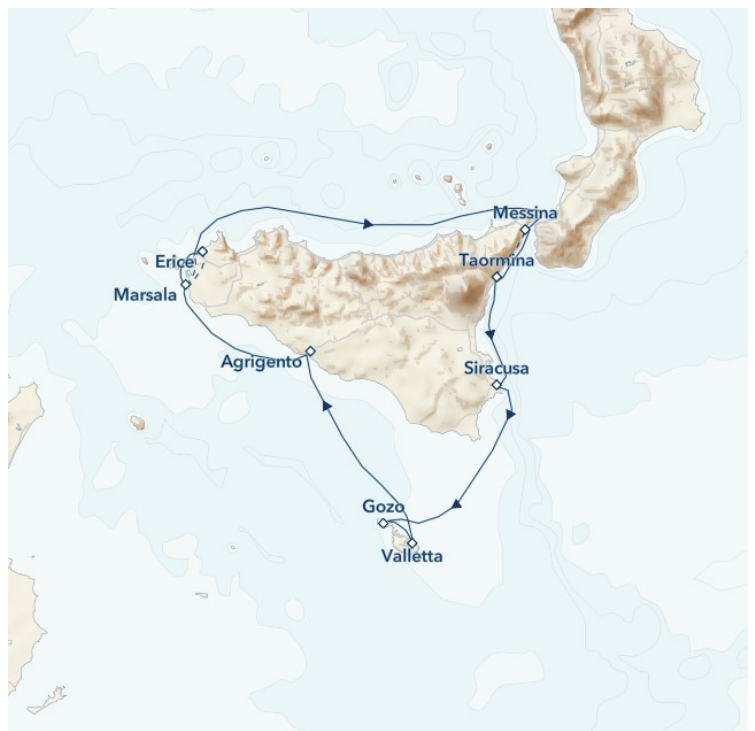 Messina
Erice
Taormina
Marsala
Agrigento
Siracusa
Gozo
Valletta